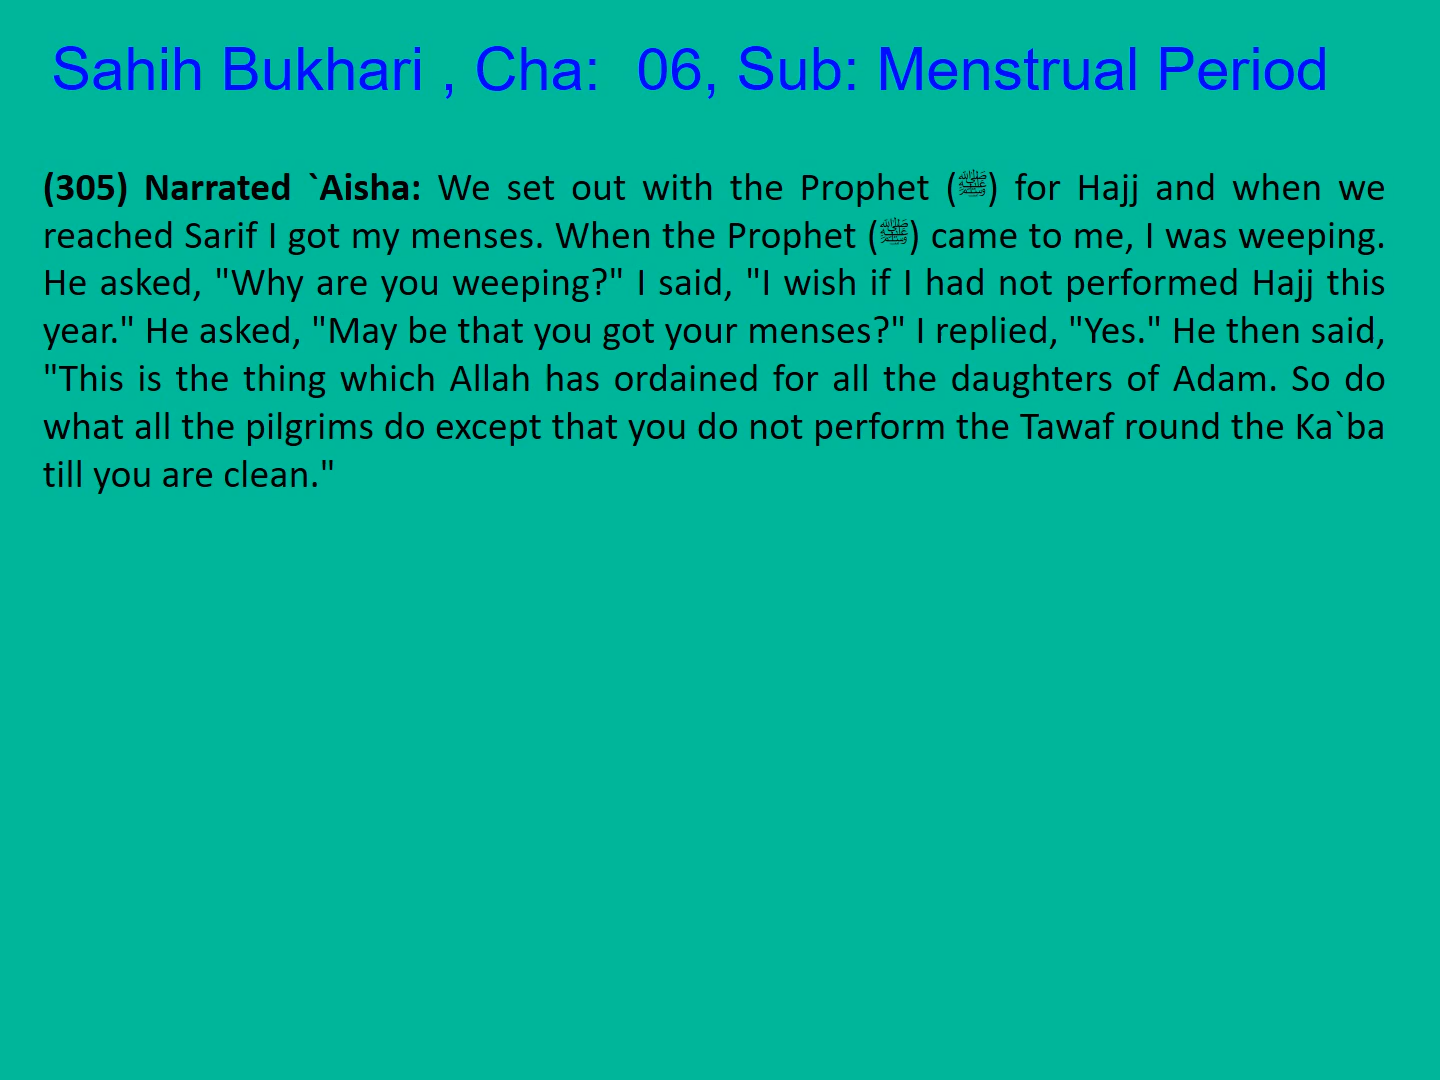 Sahih Bukhari , Cha:  06, Sub: Menstrual Period
(305) Narrated `Aisha: We set out with the Prophet (ﷺ) for Hajj and when we
reached Sarif I got my menses. When the Prophet (ﷺ) came to me, I was weeping.
He asked, "Why are you weeping?" I said, "I wish if I had not performed Hajj this
year." He asked, "May be that you got your menses?" I replied, "Yes." He then said,
"This is the thing which Allah has ordained for all the daughters of Adam. So do
what all the pilgrims do except that you do not perform the Tawaf round the Ka`ba
till you are clean."